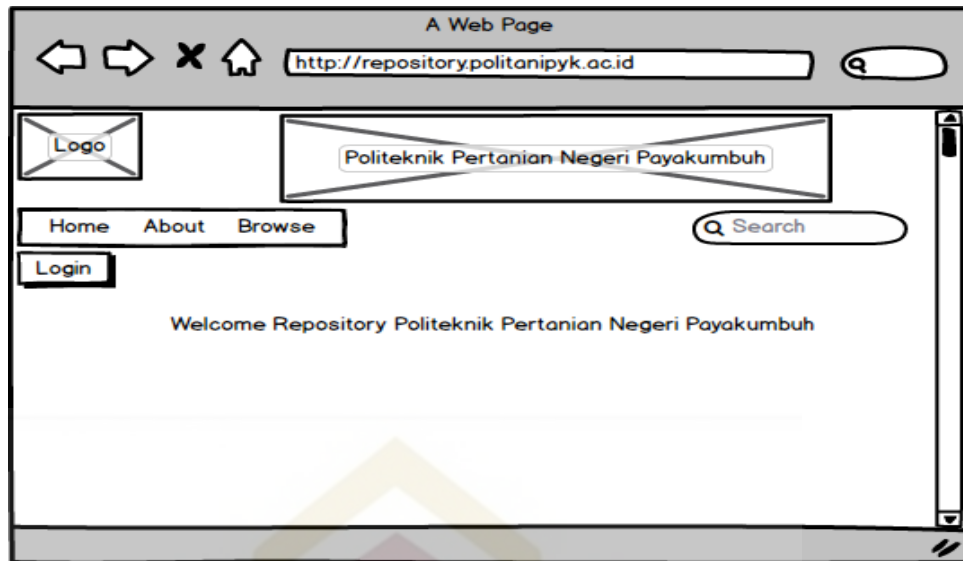 A Web Page
http://repository.politanipyk.ac.id
Logo
Politeknik Pertanian Negeri Payakumbuh
Home About Browse
Search
Login
Welcome Repository Politeknik Pertanian Negeri Payakumbuh